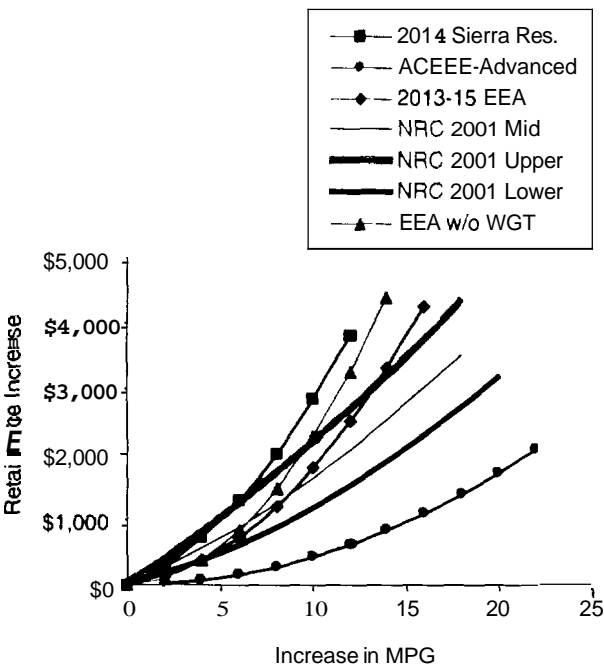 2014 Sierra Res.
ACEEE-Advanced
2013-15 EEA
NRC 2001 Mid
NRC 2001 Upper
NRC 2001 Lower
EEA w/o WGT
$5,000
$4,000
$3,000
$2,000
$1,000
$0
0 5 10 15 20 25
Increase in MPG
Increase